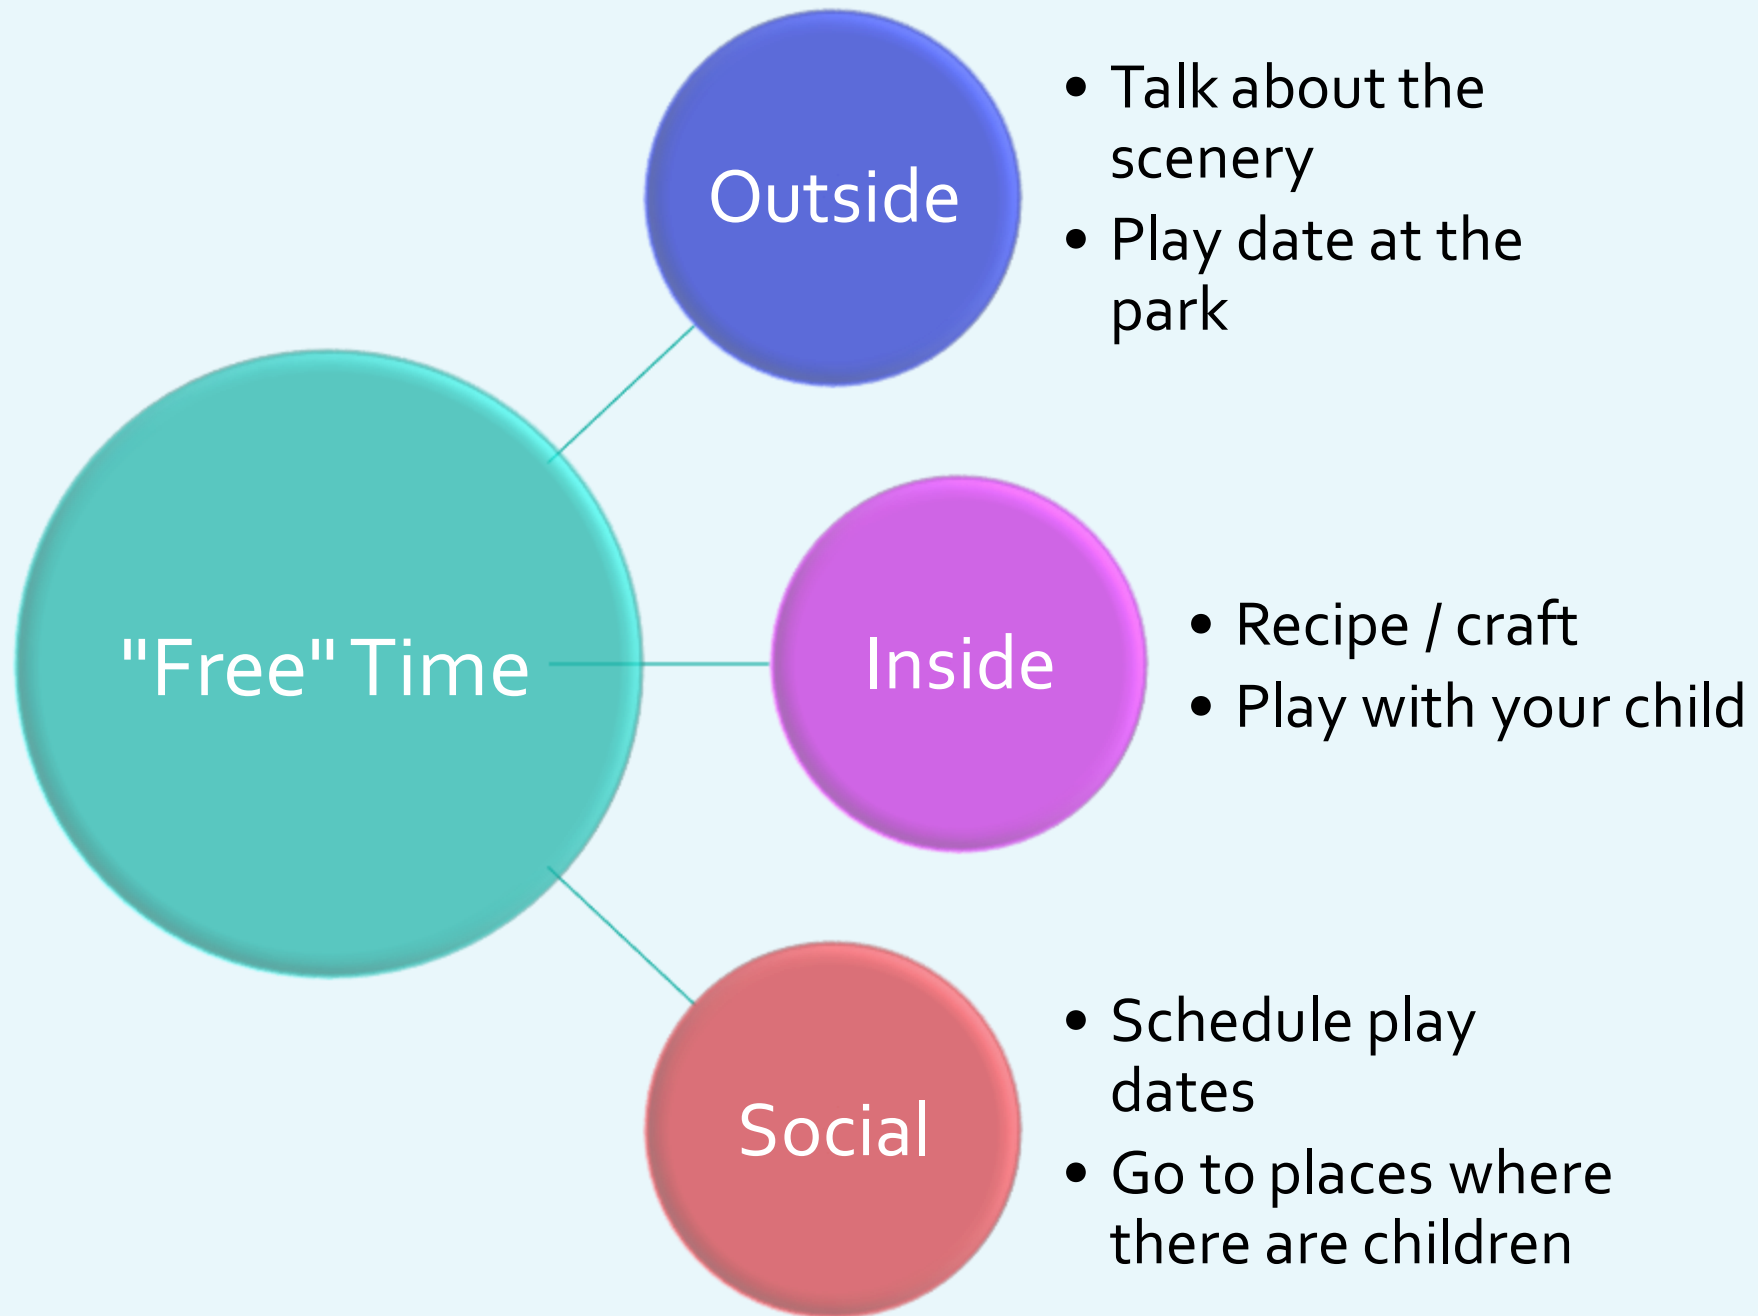 Outside
• Talk about the
scenery
• Play date at the
park
"Free" Time
Inside
• Recipe / craft
• Play with your child
Social
• Schedule play
dates
• Go to places where
there are children